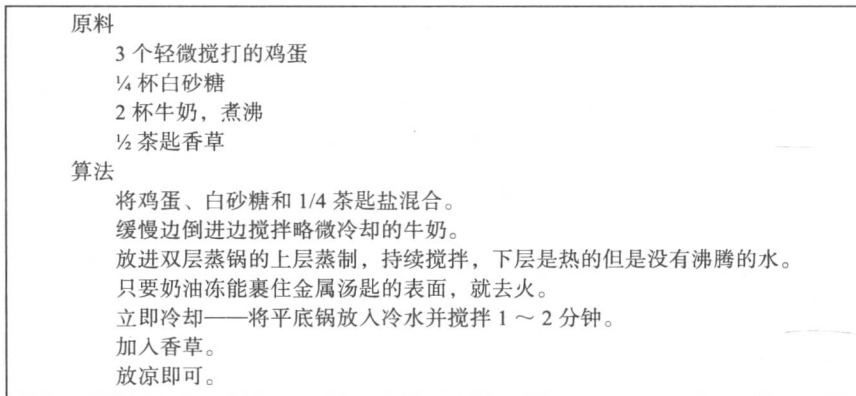 原料
3 个轻微搅打的鸡蛋
¼ 杯白砂糖
2 杯牛奶，煮沸
½ 茶匙香草
算法
将鸡蛋、白砂糖和 1/4 茶匙盐混合。
缓慢边倒进边搅拌略微冷却的牛奶。
放进双层蒸锅的上层蒸制，持续搅拌，下层是热的但是没有沸腾的水。
只要奶油冻能裹住金属汤匙的表面，就去火。
立即冷却——将平底锅放入冷水并搅拌 1 ～ 2 分钟。
加入香草。
放凉即可。